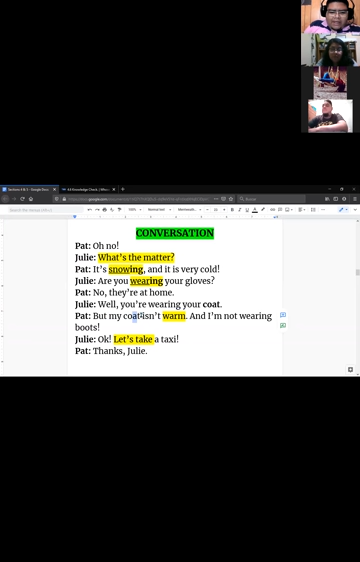 CONVERSATION
Pat: Oh no!
Julie: What's the matter?
Pat: It's snowing, and it is very cold!
Julie: Are you wearing your gloves?
Pat: No, they're at home.
Julie: Well, you're wearing your coat.
Pat: But my coat isn't warm. And I'm not wearing
boots!
Julie: Ok! Let's take a taxi!
Pat: Thanks, Julie.